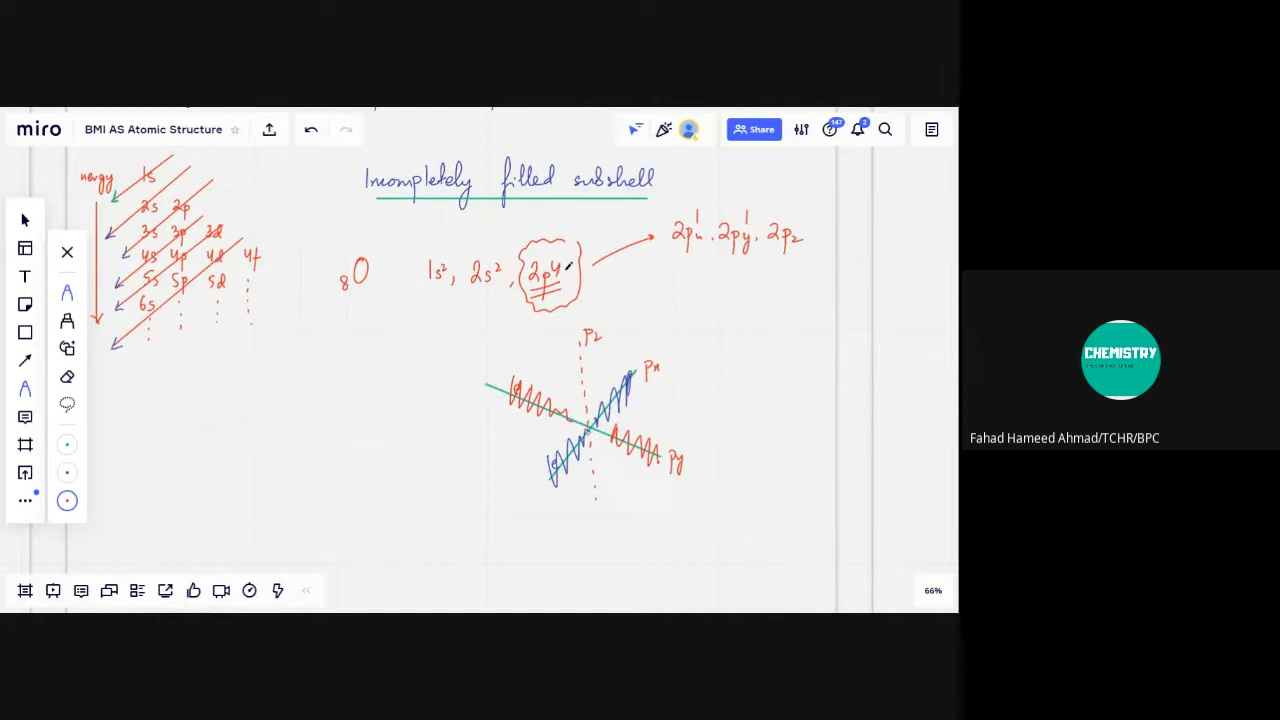 miro
BMI AS Atomic Structure
Share
147
2
Incompletely filled subshell
nergy
1s
2s 2p
3s 3p 3d
4s 4p 4d 4f
5s 5p 5d
6s
8O 1s², 2s², 2p4
2px¹ . 2py¹ . 2pz
pz
px
py
T
66%
CHEMISTRY
Fahad Hameed Ahmad/TCHR/BPC